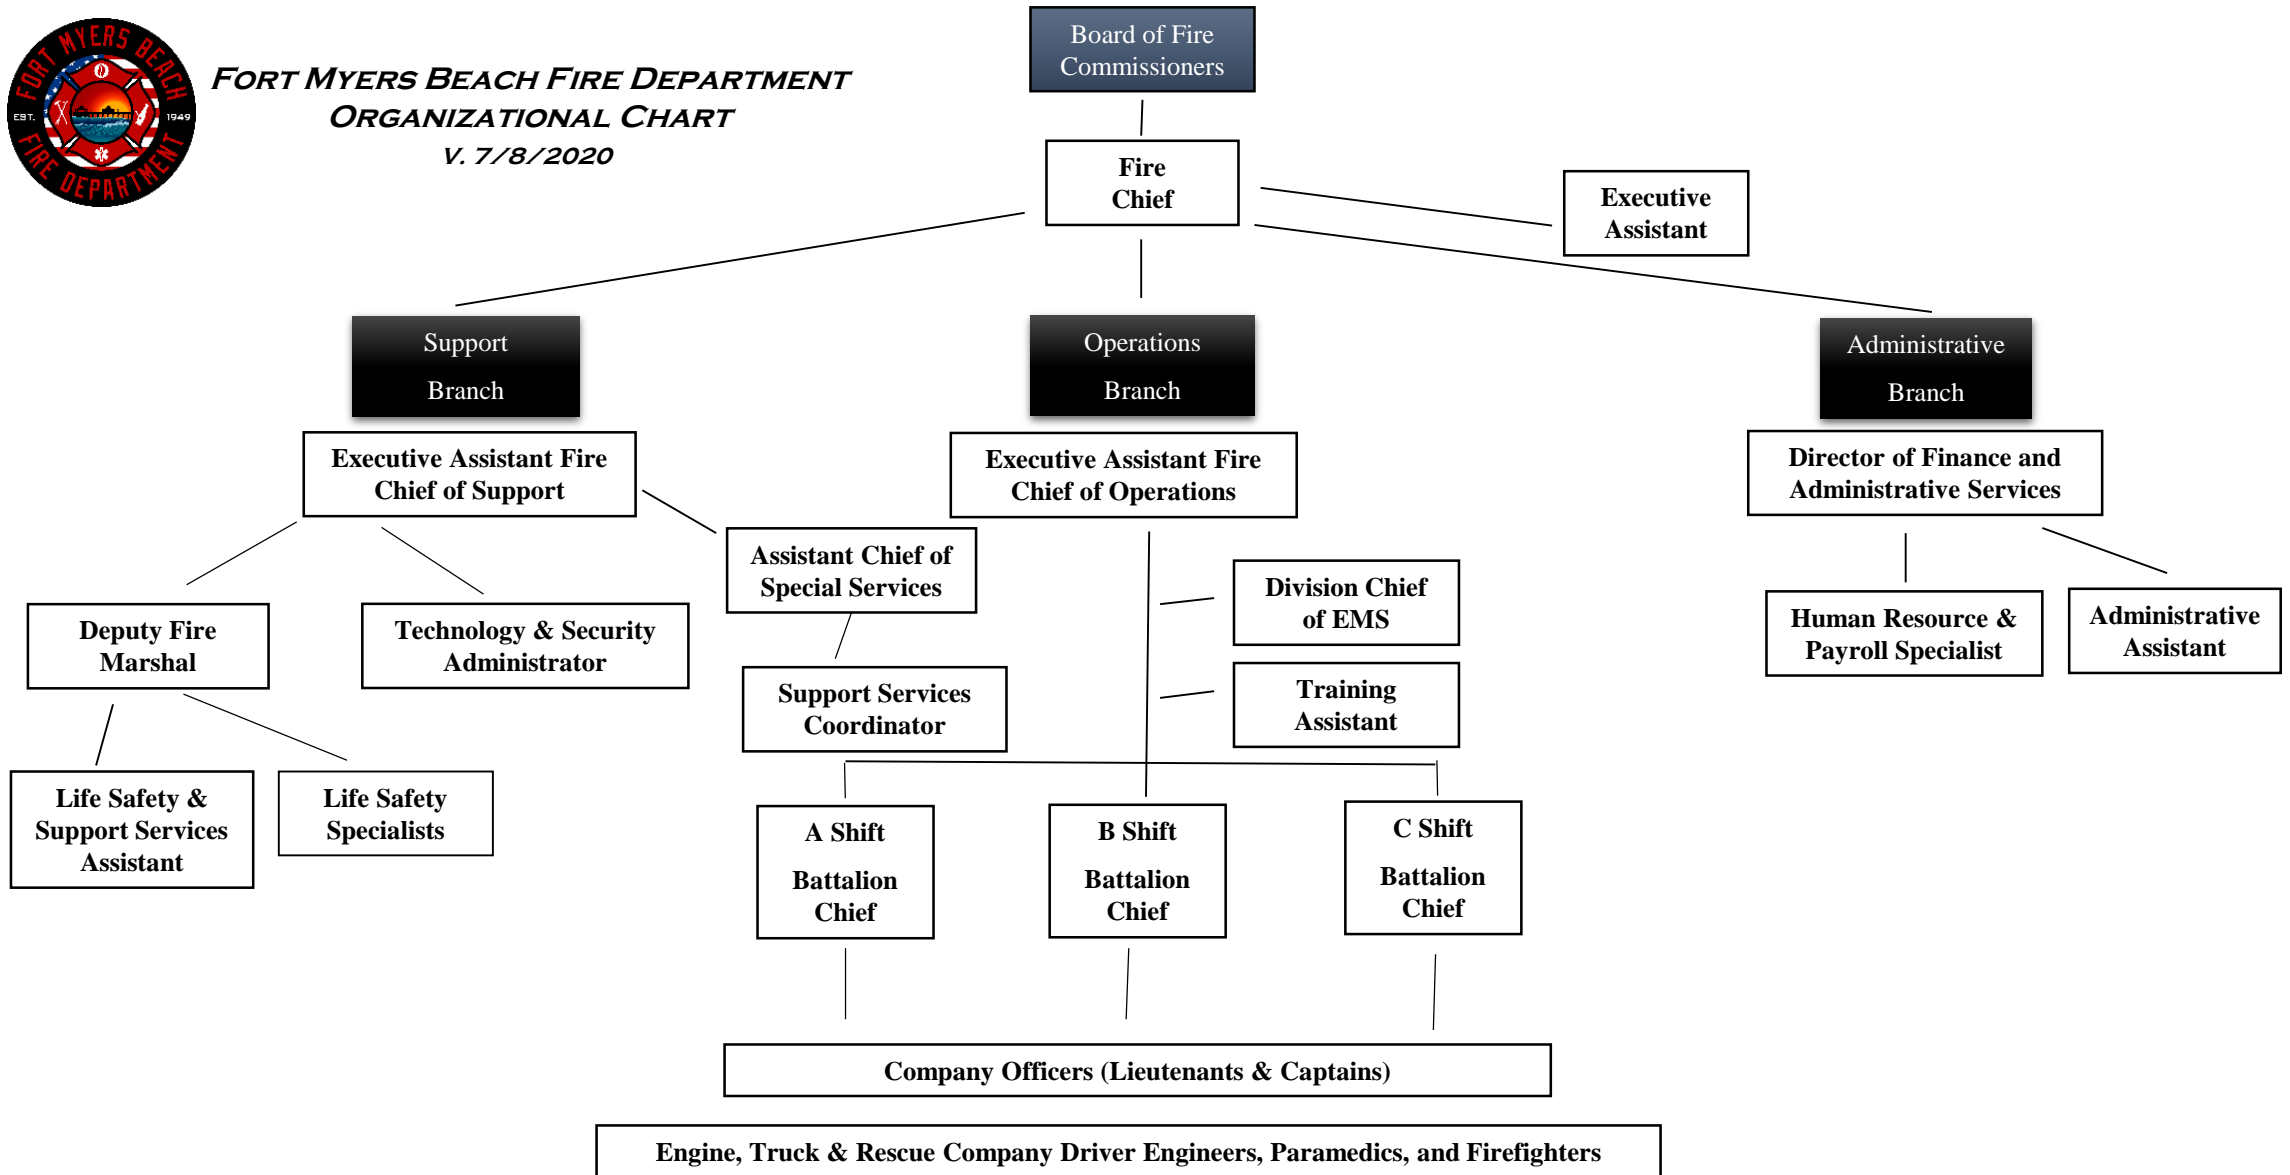 FORT MYERS BEACH
EST. 1949
FIRE DEPARTMENT
FORT MYERS BEACH FIRE DEPARTMENT
ORGANIZATIONAL CHART
V. 7/8/2020
Board of Fire
Commissioners
Fire
Chief
Executive
Assistant
Support
Branch
Operations
Branch
Administrative
Branch
Executive Assistant Fire
Chief of Support
Executive Assistant Fire
Chief of Operations
Director of Finance and
Administrative Services
Assistant Chief of
Special Services
Division Chief
of EMS
Deputy Fire
Marshal
Technology & Security
Administrator
Human Resource &
Payroll Specialist
Administrative
Assistant
Support Services
Coordinator
Training
Assistant
Life Safety &
Support Services
Assistant
Life Safety
Specialists
A Shift
Battalion
Chief
B Shift
Battalion
Chief
C Shift
Battalion
Chief
Company Officers (Lieutenants & Captains)
Engine, Truck & Rescue Company Driver Engineers, Paramedics, and Firefighters